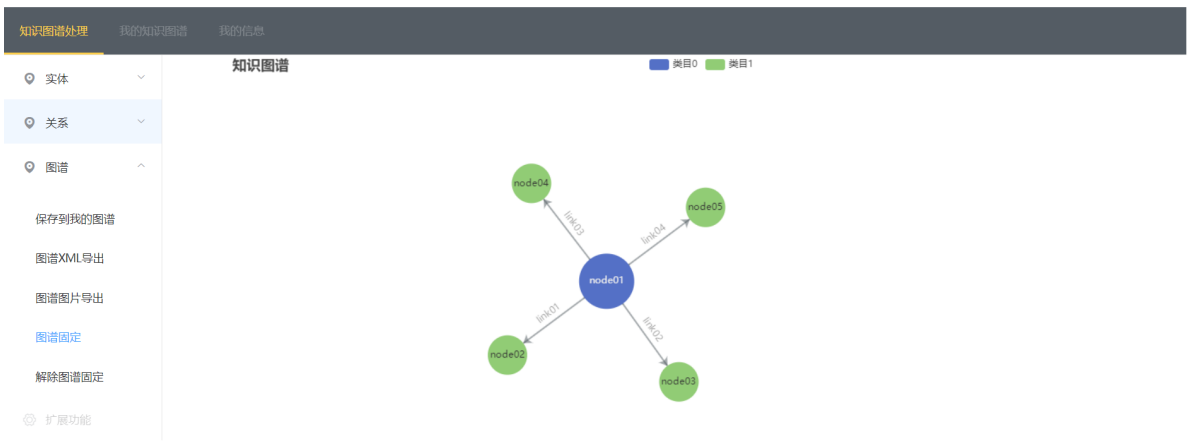 知识图谱处理 我的知识图谱 我的信息
实体
关系
图谱
保存到我的图谱
图谱XML导出
图谱图片导出
图谱固定
解除图谱固定
扩展功能
知识图谱
类目0 类目1
node04
node05
link03
link04
node01
link01
link02
node02
node03